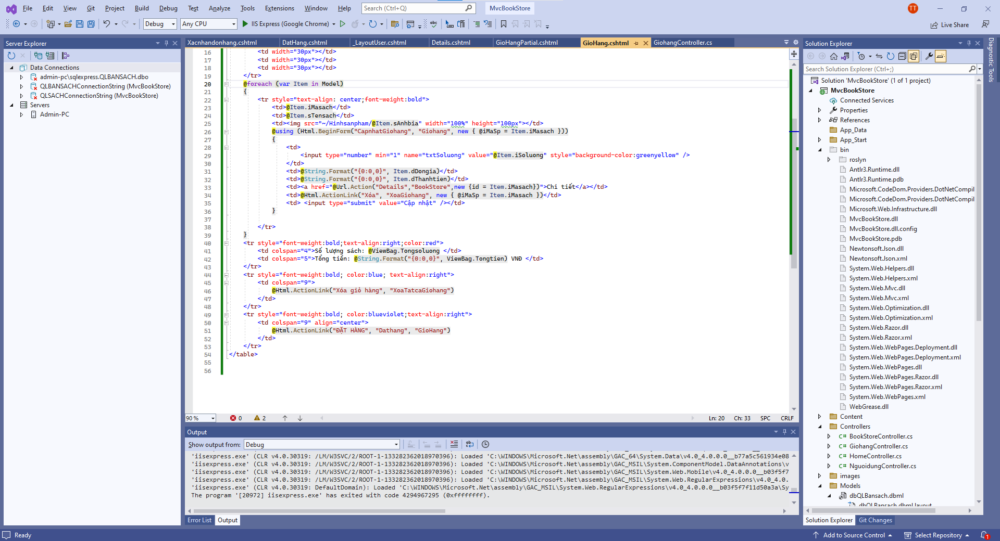 File Edit View Git Project Build Debug Test Analyze Tools Extensions Window Help Search (Ctrl+Q) MvcBookStore TT
Debug Any CPU IIS Express (Google Chrome) Live Share
Server Explorer
Data Connections
admin-pc\sqlexpress.QLBANSACH.dbo
QLBANSACHConnectionString (MvcBookStore)
QLSACHConnectionString (MvcBookStore)
Servers
Admin-PC
Xacnhandonhang.cshtml DatHang.cshtml _LayoutUser.cshtml Details.cshtml GioHangPartial.cshtml GioHang.cshtml GiohangController.cs
16 <td width="30px"></td>
17 <td width="30px"></td>
18 <td width="30px"></td>
19 </tr>
20 @foreach (var Item in Model)
21 {
22 <tr style="text-align: center;font-weight:bold">
23 <td>@Item.iMasach</td>
24 <td>@Item.sTensach</td>
25 <td><img src="~/Hinhsanpham/@Item.sAnhbia" width="100%" height="100px"></td>
26 @using (Html.BeginForm("CapnhatGiohang", "Giohang", new { @iMaSp = Item.iMasach }))
27 {
28 <td>
29 <input type="number" min="1" name="txtSoluong" value="@Item.iSoluong" style="background-color:greenyellow" />
30 </td>
31 <td>@String.Format("{0:0,0}", Item.dDongia)</td>
32 <td>@String.Format("{0:0,0}", Item.dThanhtien)</td>
33 <td><a href="@Url.Action("Details","BookStore",new {id = Item.iMasach})">Chi tiết</a></td>
34 <td>@Html.ActionLink("Xóa", "XoaGiohang", new { @iMaSp = Item.iMasach })</td>
35 <td> <input type="submit" value="Cập nhật" /></td>
36 }
37
38 </tr>
39 }
40 <tr style="font-weight:bold;text-align:right;color:red">
41 <td colspan="4">Số lượng sách: @ViewBag.Tongsoluong </td>
42 <td colspan="5">Tổng tiền: @String.Format("{0:0,0}", ViewBag.Tongtien) VNĐ </td>
43 </tr>
44 <tr style="font-weight:bold; color:blue; text-align:right">
45 <td colspan="9">
46 @Html.ActionLink("Xóa giỏ hàng", "XoaTatcaGiohang")
47 </td>
48 </tr>
49 <tr style="font-weight:bold; color:blueviolet;text-align:right">
50 <td colspan="9" align="center">
51 @Html.ActionLink("ĐẶT HÀNG", "Dathang", "GioHang")
52 </td>
53 </tr>
54 </table>
55
56
90 % 0 2 Ln: 20 Ch: 33 SPC CRLF
Output
Show output from: Debug
'iisexpress.exe' (CLR v4.0.30319: /LM/W3SVC/2/ROOT-1-133282362018970396): Loaded 'C:\WINDOWS\Microsoft.Net\assembly\GAC_64\System.Data\v4.0_4.0.0.0__b77a5c561934e08
'iisexpress.exe' (CLR v4.0.30319: /LM/W3SVC/2/ROOT-1-133282362018970396): Loaded 'C:\WINDOWS\Microsoft.Net\assembly\GAC_MSIL\System.ComponentModel.DataAnnotations\v
'iisexpress.exe' (CLR v4.0.30319: /LM/W3SVC/2/ROOT-1-133282362018970396): Loaded 'C:\WINDOWS\Microsoft.Net\assembly\GAC_MSIL\System.Web.Mobile\v4.0_4.0.0.0__b03f5f7
'iisexpress.exe' (CLR v4.0.30319: /LM/W3SVC/2/ROOT-1-133282362018970396): Loaded 'C:\WINDOWS\Microsoft.Net\assembly\GAC_MSIL\System.Web.RegularExpressions\v4.0_4.0.
'iisexpress.exe' (CLR v4.0.30319: DefaultDomain): Loaded 'C:\WINDOWS\Microsoft.Net\assembly\GAC_MSIL\System.Web.RegularExpressions\v4.0_4.0.0.0__b03f5f7f11d50a3a\Sy
The program '[20972] iisexpress.exe' has exited with code 4294967295 (0xffffffff).
Error List Output
Solution Explorer
Search Solution Explorer (Ctrl+;)
Solution 'MvcBookStore' (1 of 1 project)
MvcBookStore
Connected Services
Properties
References
App_Data
App_Start
bin
roslyn
Antlr3.Runtime.dll
Antlr3.Runtime.pdb
Microsoft.CodeDom.Providers.DotNetCompil
Microsoft.CodeDom.Providers.DotNetCompil
Microsoft.Web.Infrastructure.dll
MvcBookStore.dll
MvcBookStore.dll.config
MvcBookStore.pdb
Newtonsoft.Json.dll
Newtonsoft.Json.xml
System.Web.Helpers.dll
System.Web.Helpers.xml
System.Web.Mvc.dll
System.Web.Mvc.xml
System.Web.Optimization.dll
System.Web.Optimization.xml
System.Web.Razor.dll
System.Web.Razor.xml
System.Web.WebPages.Deployment.dll
System.Web.WebPages.Deployment.xml
System.Web.WebPages.dll
System.Web.WebPages.Razor.dll
System.Web.WebPages.Razor.xml
System.Web.WebPages.xml
WebGrease.dll
Content
Controllers
BookStoreController.cs
GiohangController.cs
HomeController.cs
NguoidungController.cs
images
Models
dbQLBansach.dbml
dbQLBansach.dbml.layout
Solution Explorer Git Changes
Diagnostic Tools
Ready Add to Source Control Select Repository 1